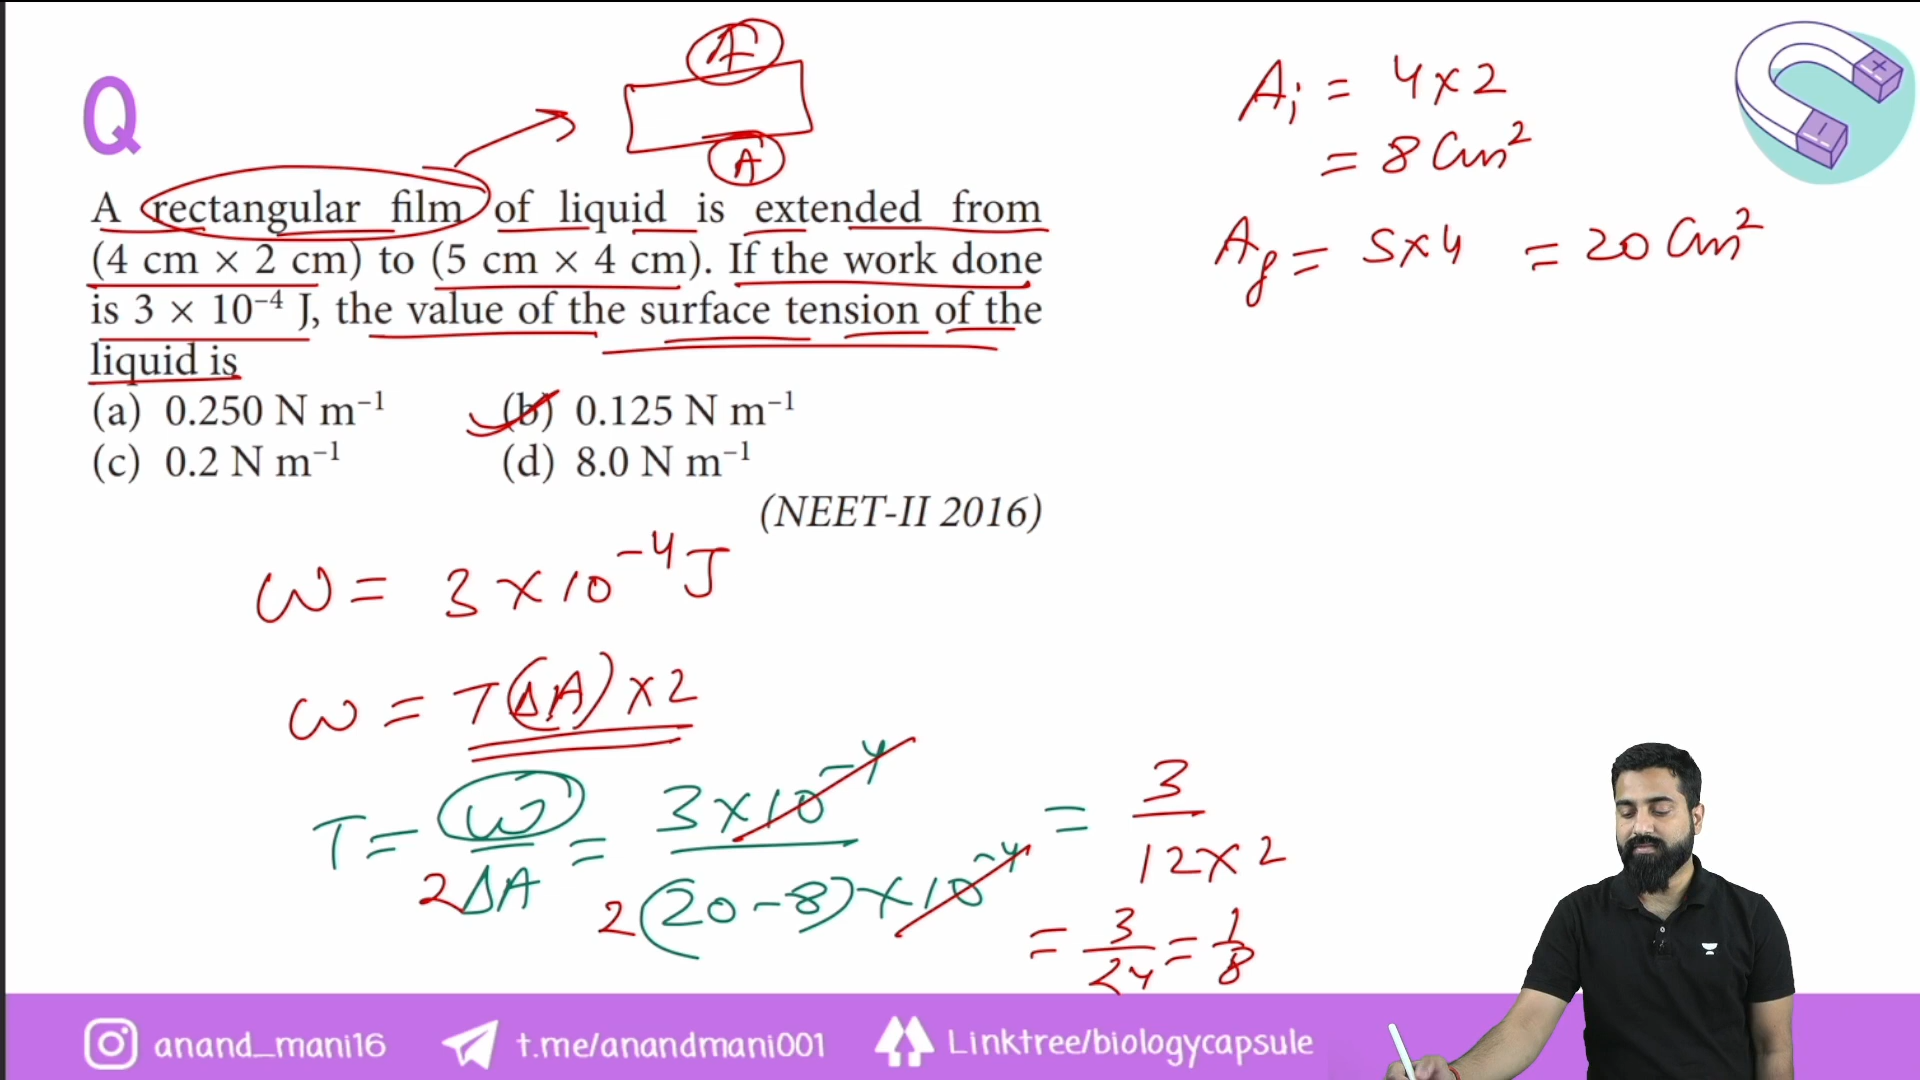 Q
A
A
A rectangular film of liquid is extended from
(4 cm × 2 cm) to (5 cm × 4 cm). If the work done
is 3 × 10⁻⁴ J, the value of the surface tension of the
liquid is
(a) 0.250 N m⁻¹ (b) 0.125 N m⁻¹
(c) 0.2 N m⁻¹ (d) 8.0 N m⁻¹
(NEET-II 2016)
Aᵢ = 4×2
= 8 Cm²
A_f = 5×4 = 20 Cm²
W = 3×10⁻⁴ J
W = T(ΔA)×2
T = W/2ΔA = 3×10⁻⁴/2(20-8)×10⁻⁴ = 3/12×2
= 3/24 = 1/8
anand_mani16 t.me/anandmani001 Linktree/biologycapsule